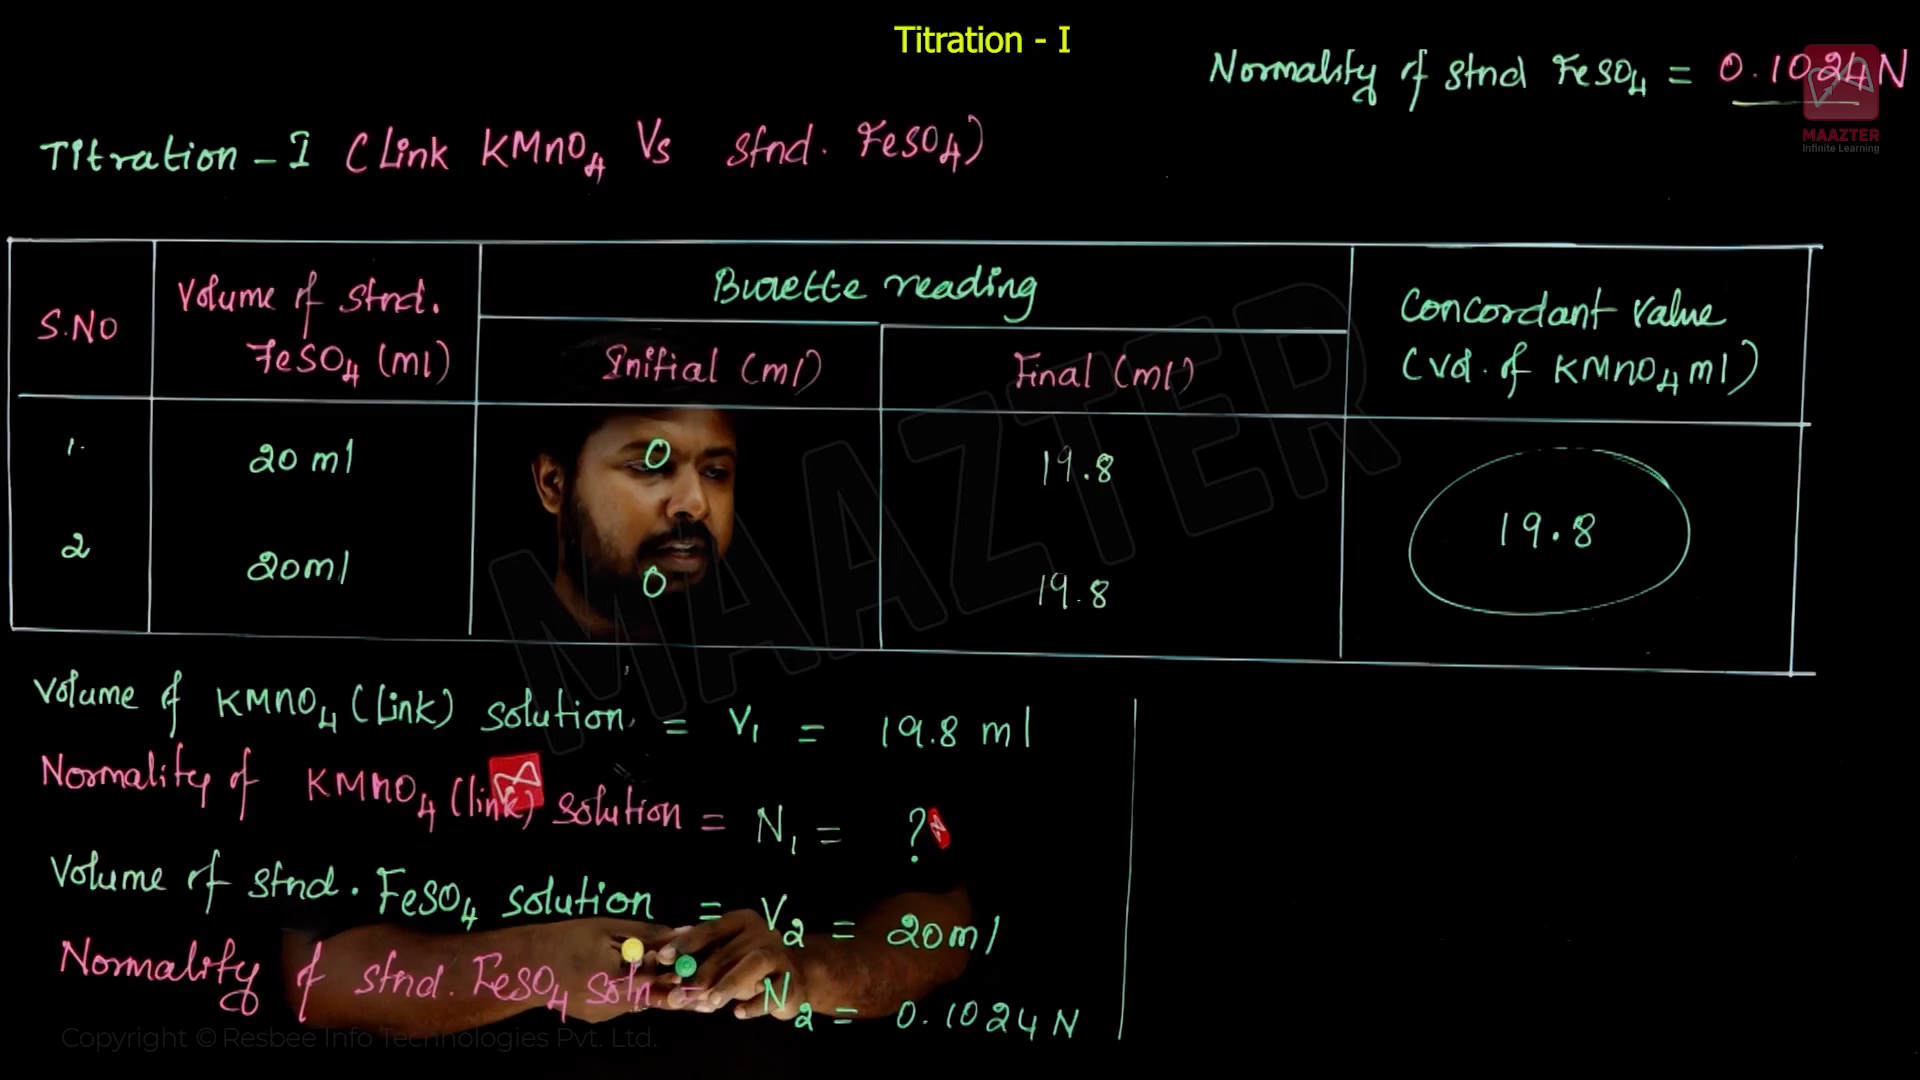 Titration - I
Normality of stnd FeSO4 = 0.1024 N
MAAZTER
Infinite Learning
Titration - I (Link KMnO4 Vs stnd. FeSO4)
S.NO
Volume of stnd. FeSO4 (ml)
Burette reading
Initial (ml)
Final (ml)
Concordant value (vol. of KMnO4 ml)
1. 20 ml 0 19.8
19.8
2 20ml 0 19.8
MAAZTER
Volume of KMnO4 (Link) solution = V1 = 19.8 ml
Normality of KMnO4 (link) solution = N1 = ?
Volume of stnd. FeSO4 solution = V2 = 20ml
Normality of stnd. FeSO4 soln. = N2 = 0.1024 N
Copyright © Resbee Info Technologies Pvt. Ltd.